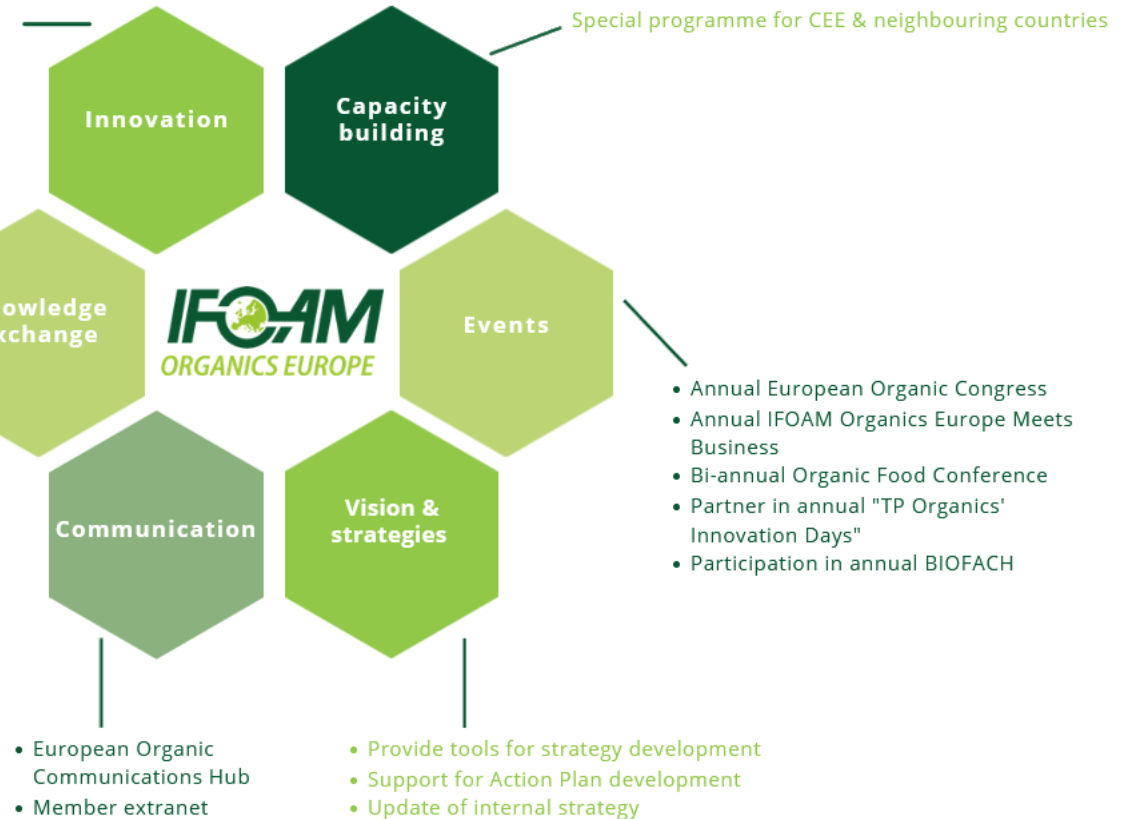 Special programme for CEE & neighbouring countries
Innovation
Capacity
building
owledge
xchange
IFOAM
ORGANICS EUROPE
Events
• Annual European Organic Congress
• Annual IFOAM Organics Europe Meets
Business
• Bi-annual Organic Food Conference
• Partner in annual "TP Organics'
Innovation Days"
• Participation in annual BIOFACH
Communication
Vision &
strategies
• European Organic
Communications Hub
• Member extranet
• Provide tools for strategy development
• Support for Action Plan development
• Update of internal strategy